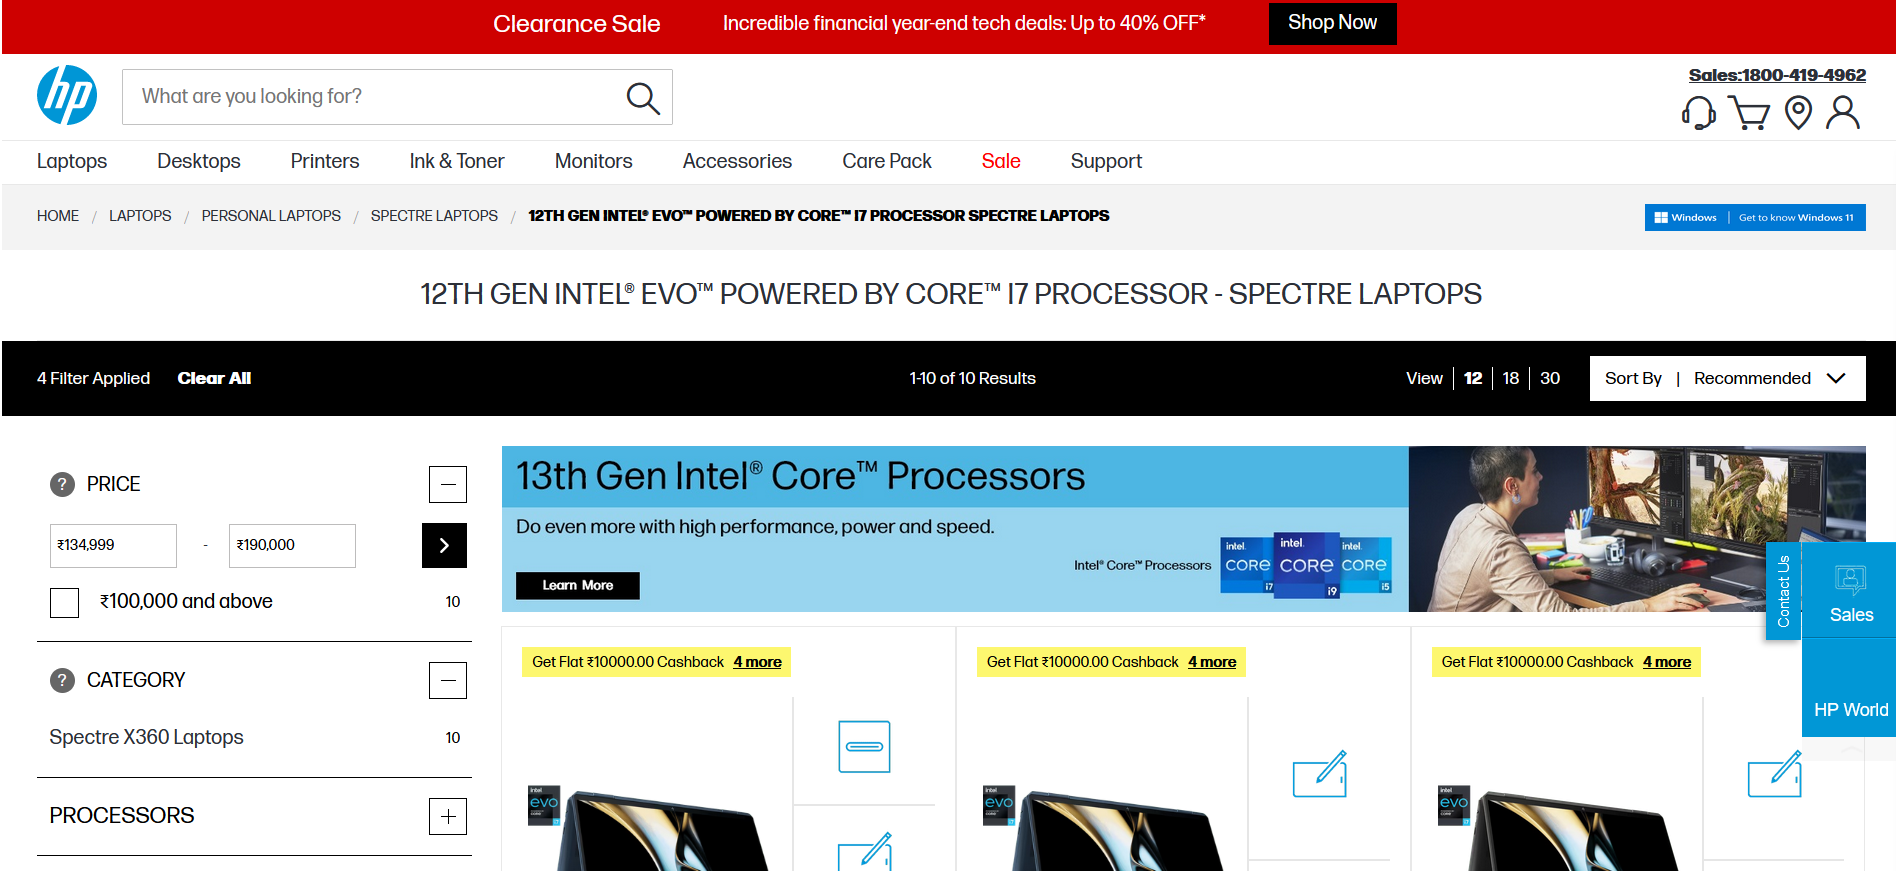 Clearance Sale Incredible financial year-end tech deals: Up to 40% OFF* Shop Now
hp What are you looking for? Sales:1800-419-4962
Laptops Desktops Printers Ink & Toner Monitors Accessories Care Pack Sale Support
HOME / LAPTOPS / PERSONAL LAPTOPS / SPECTRE LAPTOPS / 12TH GEN INTEL® EVO™ POWERED BY CORE™ I7 PROCESSOR SPECTRE LAPTOPS Windows | Get to know Windows 11
12TH GEN INTEL® EVO™ POWERED BY CORE™ I7 PROCESSOR - SPECTRE LAPTOPS
4 Filter Applied Clear All 1-10 of 10 Results View 12 18 30 Sort By | Recommended
? PRICE
₹134,999 - ₹190,000
₹100,000 and above 10
? CATEGORY
Spectre X360 Laptops 10
PROCESSORS
13th Gen Intel® Core™ Processors
Do even more with high performance, power and speed.
Intel® Core™ Processors
intel. CORE i7
intel. CORE i9
intel. CORE i5
Learn More
Contact Us
Sales
HP World
Get Flat ₹10000.00 Cashback 4 more
Get Flat ₹10000.00 Cashback 4 more
Get Flat ₹10000.00 Cashback 4 more
intel evo i7
intel evo i7
intel evo i7